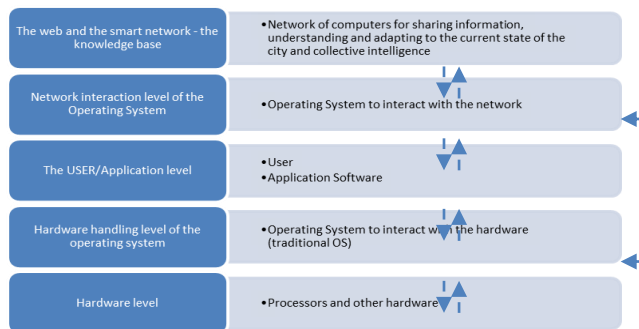 The web and the smart network - the
knowledge base
•Network of computers for sharing information,
understanding and adapting to the current state of the
city and collective intelligence
Network interaction level of the
Operating System
•Operating System to interact with the network
The USER/Application level
•User
•Application Software
Hardware handling level of the
operating system
•Operating System to interact with the hardware
(traditional OS)
Hardware level
•Processors and other hardware